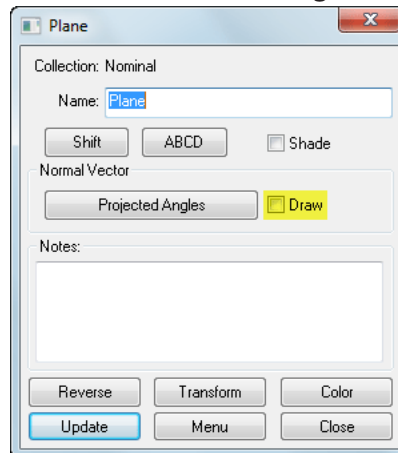 Plane
Collection: Nominal
Name: Plane
Shift ABCD Shade
Normal Vector
Projected Angles Draw
Notes:
Reverse Transform Color
Update Menu Close